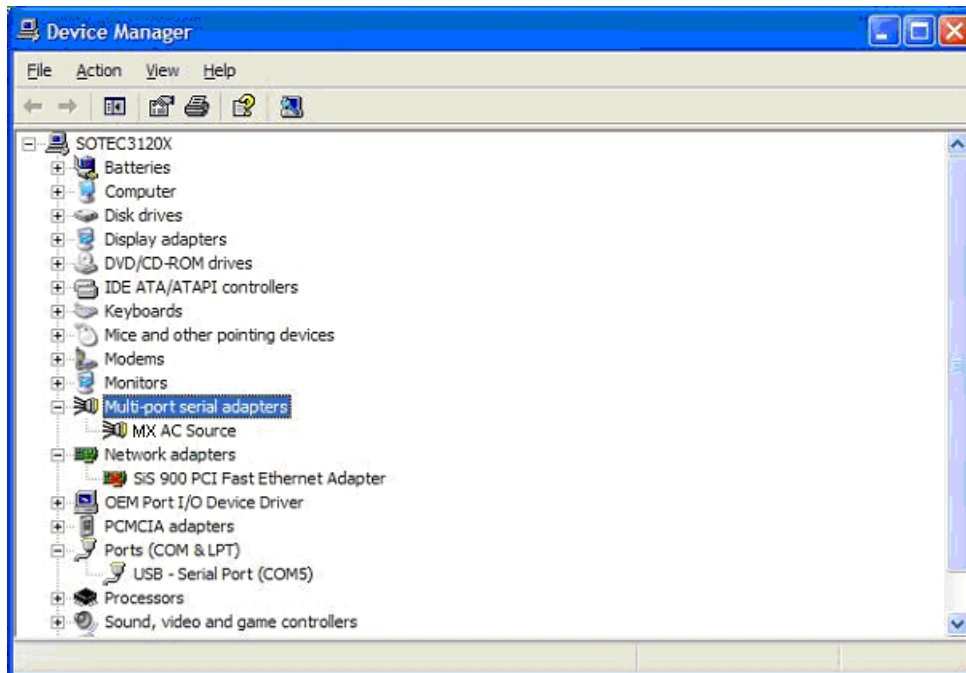 Device Manager
File Action View Help
SOTEC3120X
Batteries
Computer
Disk drives
Display adapters
DVD/CD-ROM drives
IDE ATA/ATAPI controllers
Keyboards
Mice and other pointing devices
Modems
Monitors
Multi-port serial adapters
MX AC Source
Network adapters
SiS 900 PCI Fast Ethernet Adapter
OEM Port I/O Device Driver
PCMCIA adapters
Ports (COM & LPT)
USB - Serial Port (COM5)
Processors
Sound, video and game controllers